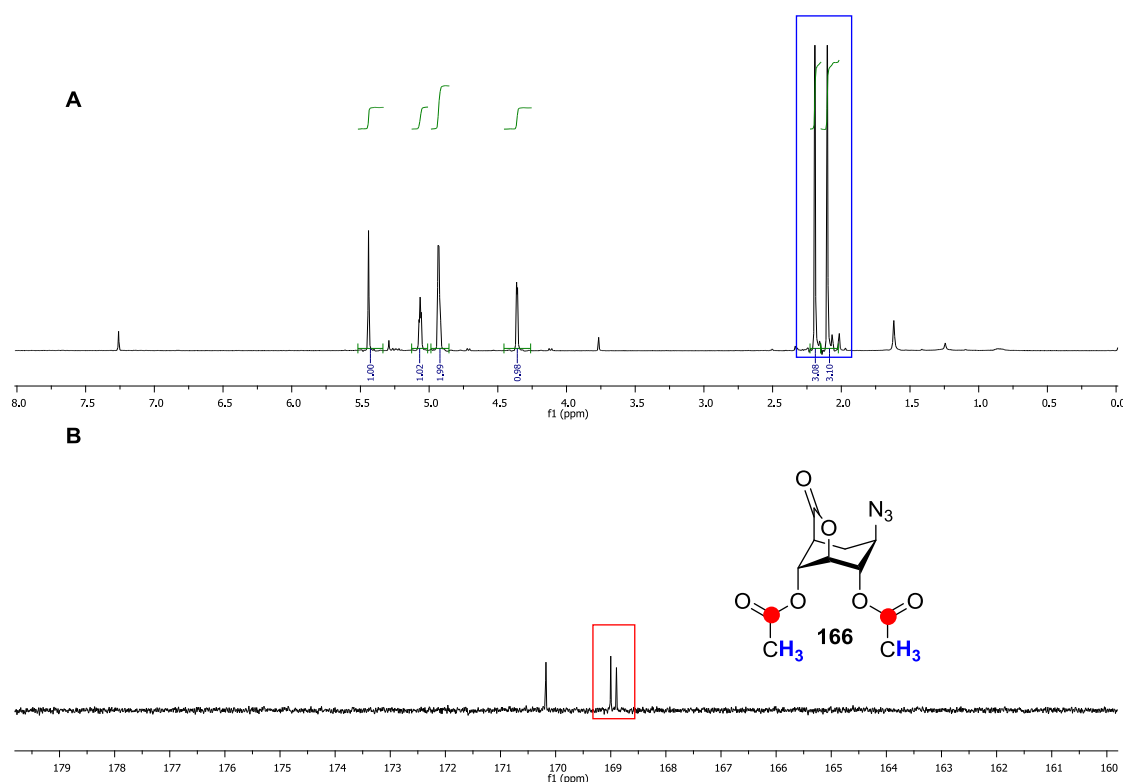 A
1.00
1.02
1.99
0.98
3.08
3.10
8.0 7.5 7.0 6.5 6.0 5.5 5.0 4.5 4.0 3.5 3.0 2.5 2.0 1.5 1.0 0.5 0.0
f1 (ppm)
B
O
N3
O
O O O O
166
CH3 CH3
179 178 177 176 175 174 173 172 171 170 169 168 167 166 165 164 163 162 161 160
f1 (ppm)